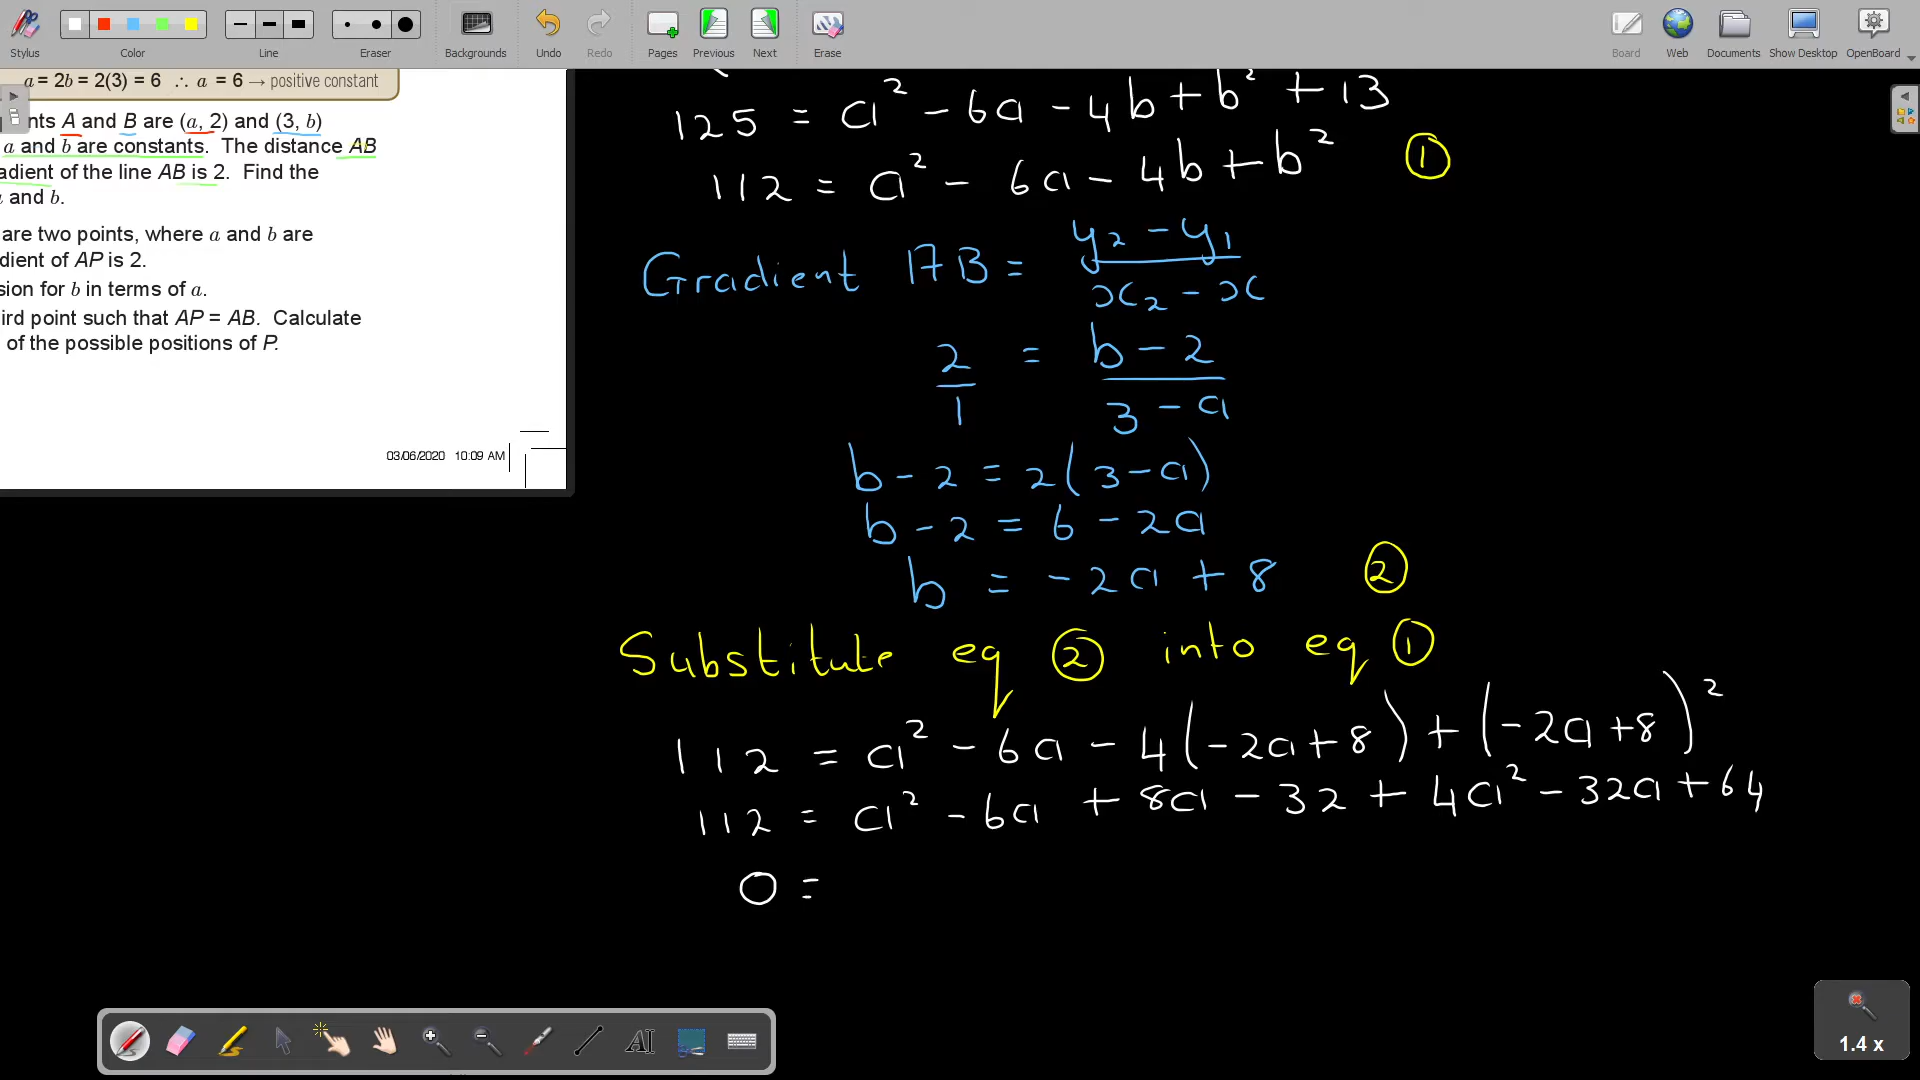 Stylus
Color
Line
Eraser
Backgrounds
Undo
Redo
Pages
Previous
Next
Erase
Board
Web
Documents
Show Desktop
OpenBoard
a = 2b = 2(3) = 6 ∴ a = 6 → positive constant
nts A and B are (a, 2) and (3, b)
a and b are constants. The distance AB
adient of the line AB is 2. Find the
and b.
are two points, where a and b are
dient of AP is 2.
sion for b in terms of a.
ird point such that AP = AB. Calculate
of the possible positions of P.
03/06/2020 10:09 AM
125 = a² - 6a - 4b + b² + 13
112 = a² - 6a - 4b + b² ①
Gradient AB = y₂ - y₁
x₂ - x
2 = b - 2
1 3 - a
b - 2 = 2(3 - a)
b - 2 = 6 - 2a
b = -2a + 8 ②
Substitute eq ② into eq ①
112 = a² - 6a - 4(-2a+8) + (-2a+8)²
112 = a² - 6a + 8a - 32 + 4a² - 32a + 64
0 =
1.4 x